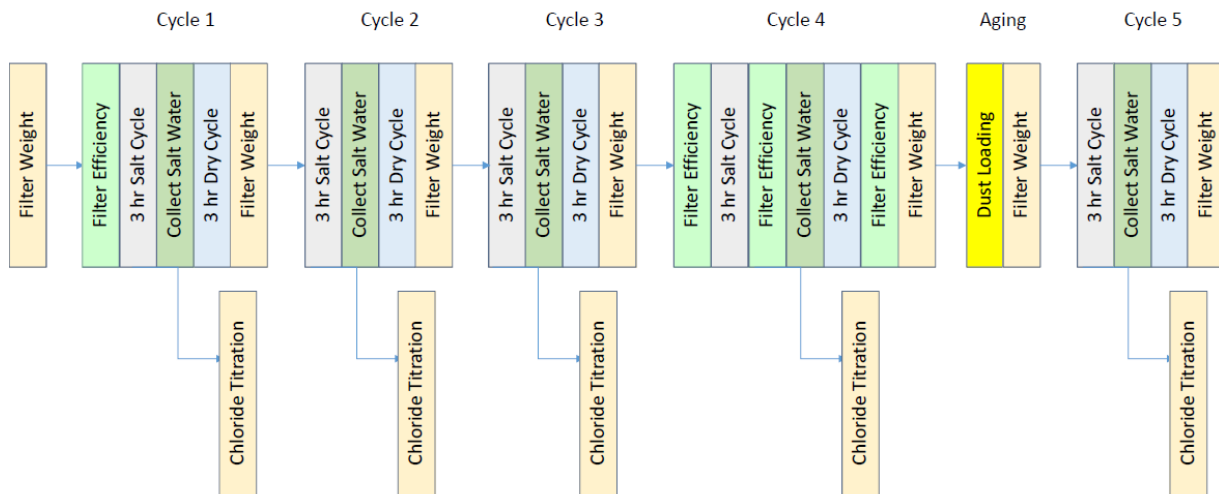 Cycle 1
Cycle 2
Cycle 3
Cycle 4
Aging
Cycle 5
Filter Weight
Filter Efficiency
3 hr Salt Cycle
Collect Salt Water
3 hr Dry Cycle
Filter Weight
3 hr Salt Cycle
Collect Salt Water
3 hr Dry Cycle
Filter Weight
3 hr Salt Cycle
Collect Salt Water
3 hr Dry Cycle
Filter Weight
Filter Efficiency
3 hr Salt Cycle
Filter Efficiency
Collect Salt Water
3 hr Dry Cycle
Filter Efficiency
Filter Weight
Dust Loading
Filter Weight
3 hr Salt Cycle
Collect Salt Water
3 hr Dry Cycle
Filter Weight
Chloride Titration
Chloride Titration
Chloride Titration
Chloride Titration
Chloride Titration